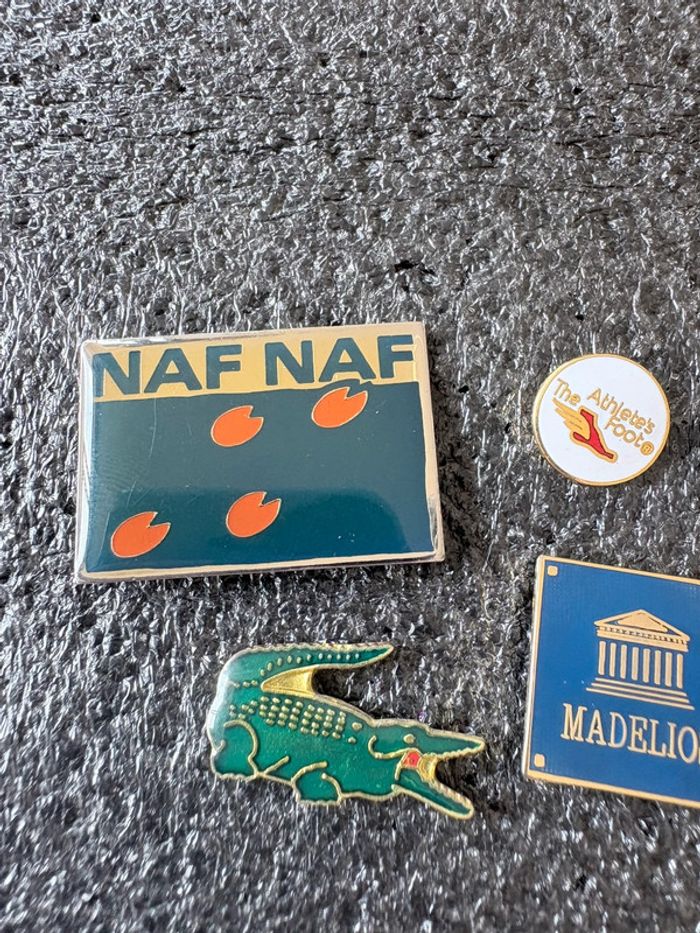 NAF NAF
The Athlete's
Foot
MADELIO